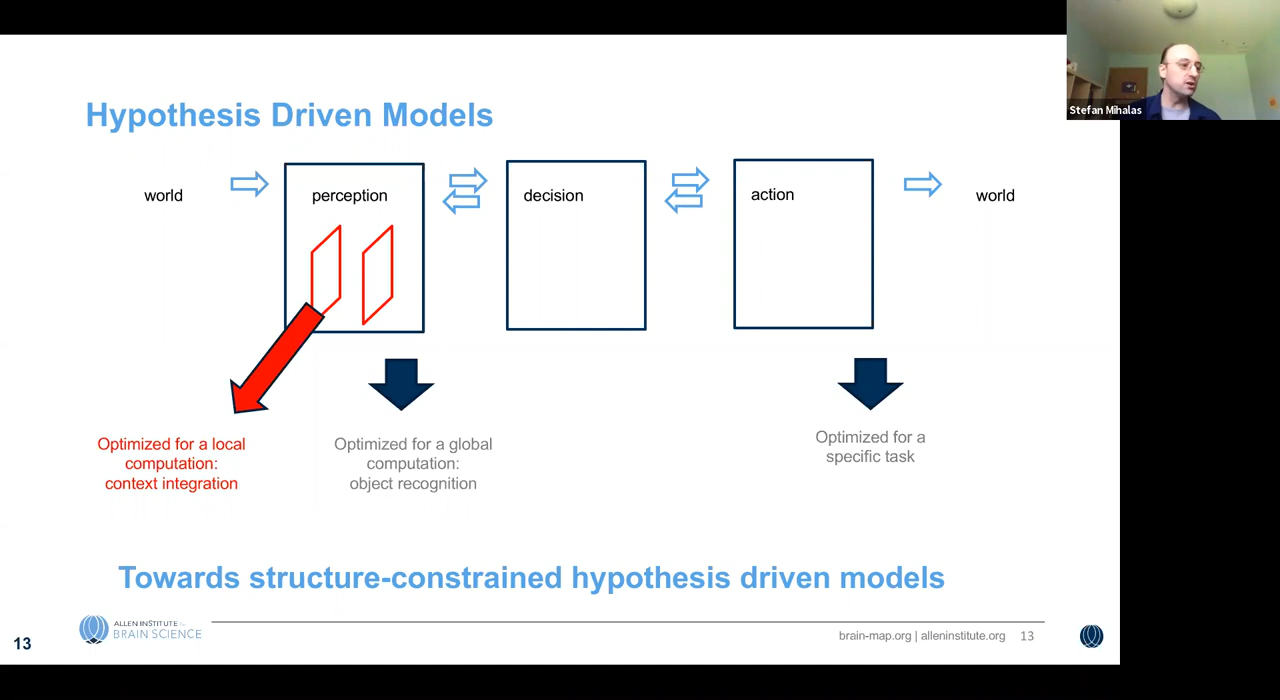 Stefan Mihalas
Hypothesis Driven Models
world
perception
decision
action
world
Optimized for a local
computation:
context integration
Optimized for a global
computation:
object recognition
Optimized for a
specific task
Towards structure-constrained hypothesis driven models
ALLEN INSTITUTE for
BRAIN SCIENCE
brain-map.org | alleninstitute.org 13
13